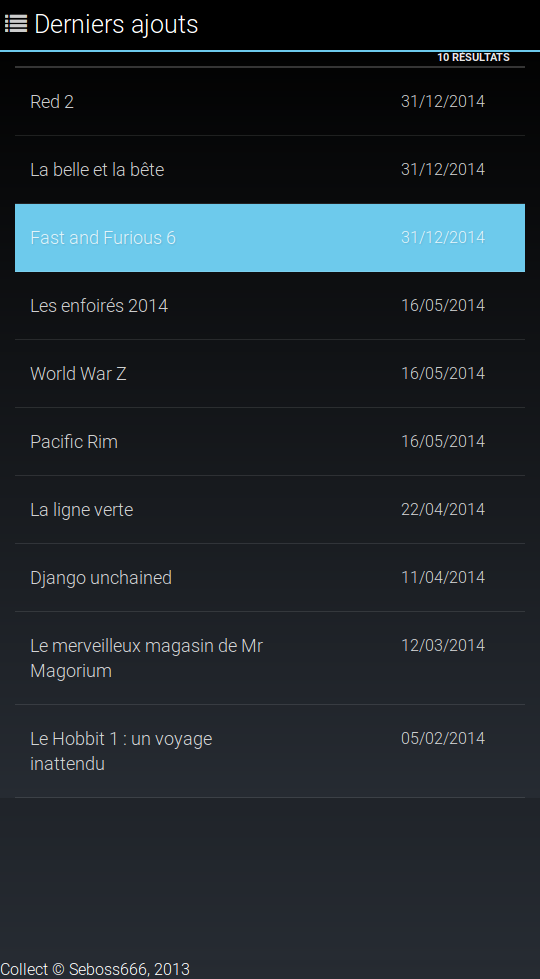 Derniers ajouts
10 RÉSULTATS
Red 2 31/12/2014
La belle et la bête 31/12/2014
Fast and Furious 6 31/12/2014
Les enfoirés 2014 16/05/2014
World War Z 16/05/2014
Pacific Rim 16/05/2014
La ligne verte 22/04/2014
Django unchained 11/04/2014
Le merveilleux magasin de Mr 12/03/2014
Magorium
Le Hobbit 1 : un voyage 05/02/2014
inattendu
Collect © Seboss666, 2013